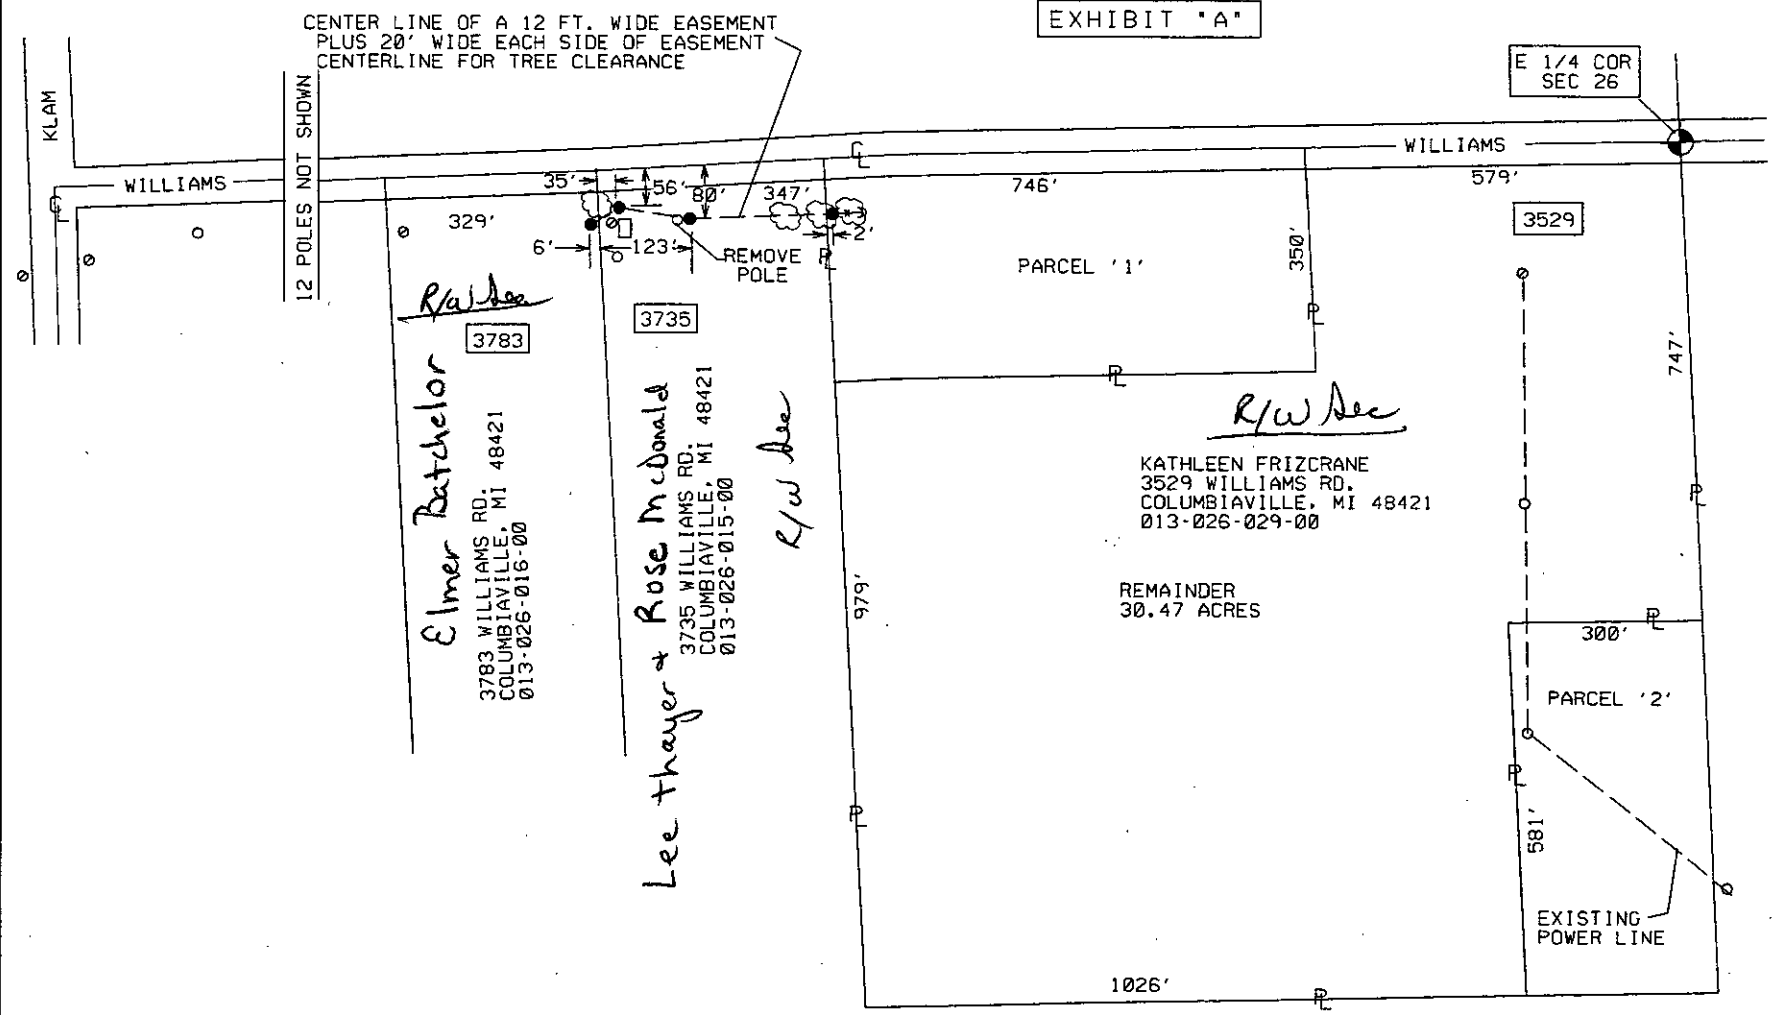 CENTER LINE OF A 12 FT. WIDE EASEMENT
PLUS 20' WIDE EACH SIDE OF EASEMENT
CENTERLINE FOR TREE CLEARANCE
EXHIBIT "A"
E 1/4 COR
SEC 26
KLAM
12 POLES NOT SHOWN
WILLIAMS
WILLIAMS
35'
56'
80'
347'
746'
579'
329'
6'
123'
2'
REMOVE
POLE
PARCEL '1'
350'
3529
747'
R/W Sec
3783
3735
Elmer Batchelor
3783 WILLIAMS RD.
COLUMBIAVILLE, MI 48421
013-026-016-00
Lee Thayer & Rose McDonald
3735 WILLIAMS RD.
COLUMBIAVILLE, MI 48421
013-026-015-00
R/W Sec
979'
R/W Sec
KATHLEEN FRIZCRANE
3529 WILLIAMS RD.
COLUMBIAVILLE, MI 48421
013-026-029-00
REMAINDER
30.47 ACRES
300'
PARCEL '2'
581'
EXISTING
POWER LINE
1026'